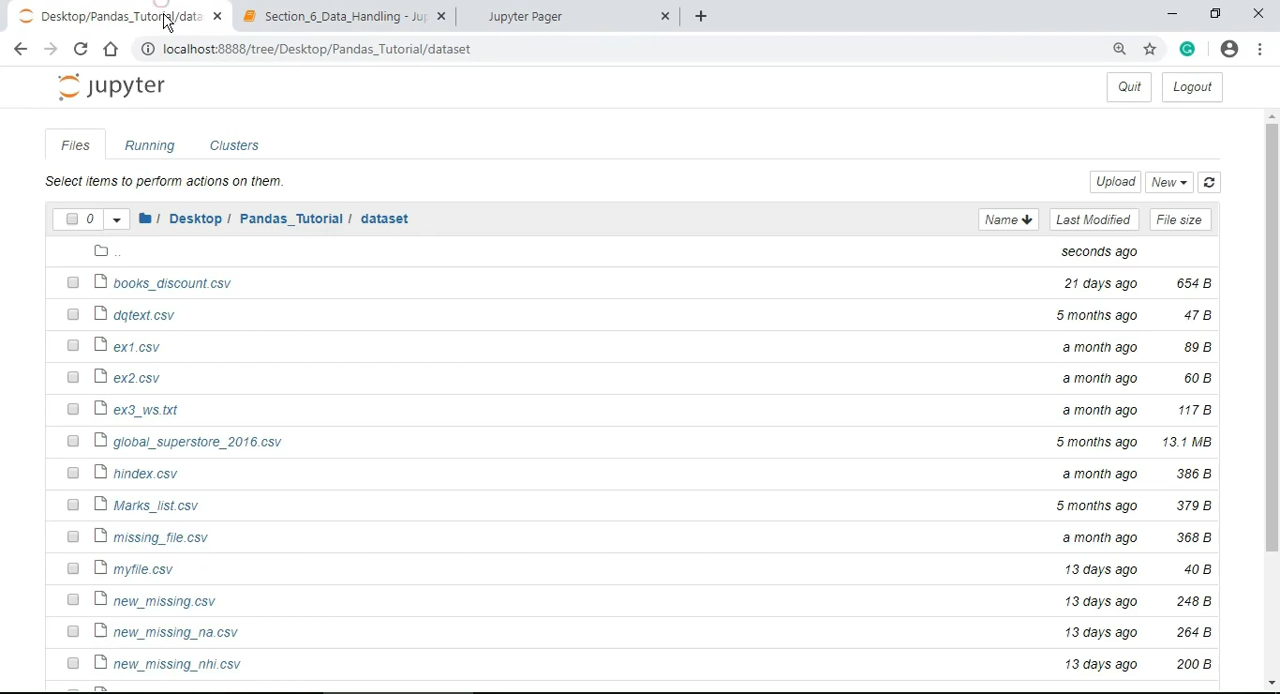 Desktop/Pandas_Tutorial/data
Section_6_Data_Handling - Jup
Jupyter Pager
localhost:8888/tree/Desktop/Pandas_Tutorial/dataset
jupyter
Quit
Logout
Files
Running
Clusters
Select items to perform actions on them.
Upload
New
0
/ Desktop / Pandas_Tutorial / dataset
Name
Last Modified
File size
.. seconds ago
books_discount.csv 21 days ago 654 B
dqtext.csv 5 months ago 47 B
ex1.csv a month ago 89 B
ex2.csv a month ago 60 B
ex3_ws.txt a month ago 117 B
global_superstore_2016.csv 5 months ago 13.1 MB
hindex.csv a month ago 386 B
Marks_list.csv 5 months ago 379 B
missing_file.csv a month ago 368 B
myfile.csv 13 days ago 40 B
new_missing.csv 13 days ago 248 B
new_missing_na.csv 13 days ago 264 B
new_missing_nhi.csv 13 days ago 200 B